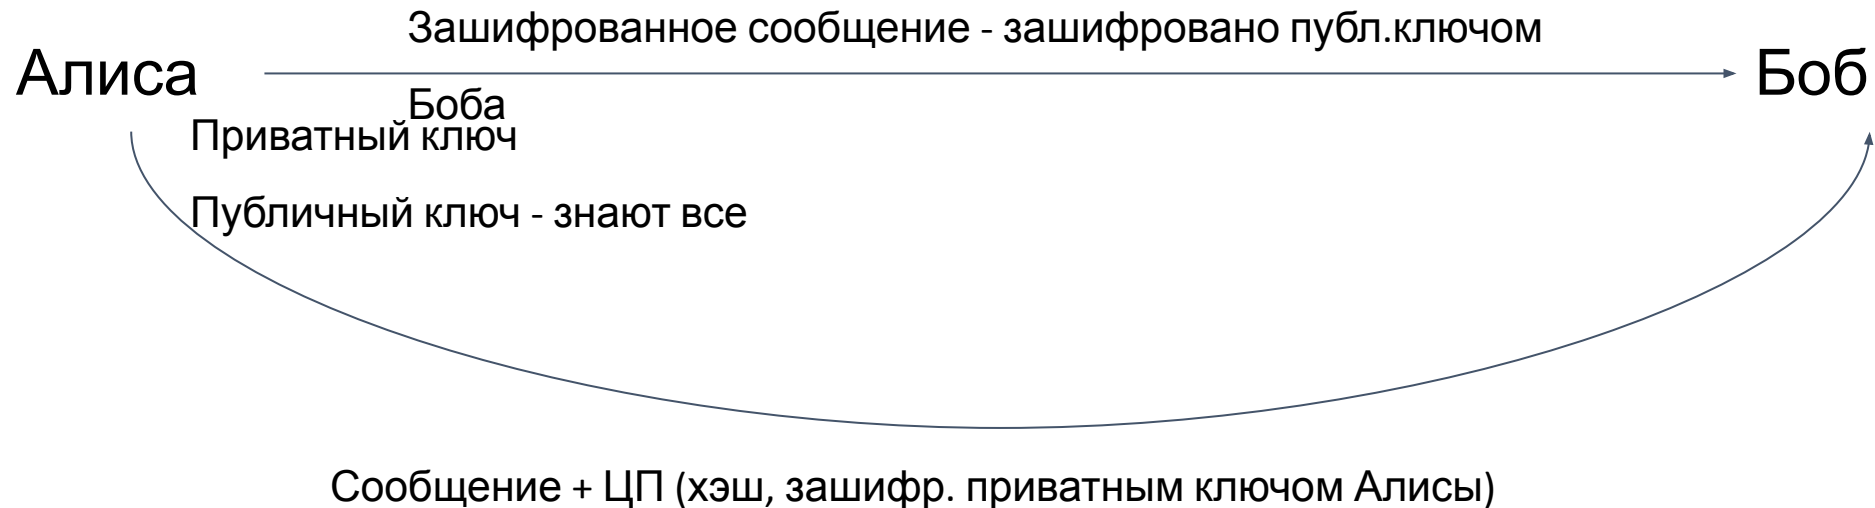 Зашифрованное сообщение - зашифровано публ.ключом
Алиса
Боб
Боба
Приватный ключ
Публичный ключ - знают все
Сообщение + ЦП (хэш, зашифр. приватным ключом Алисы)